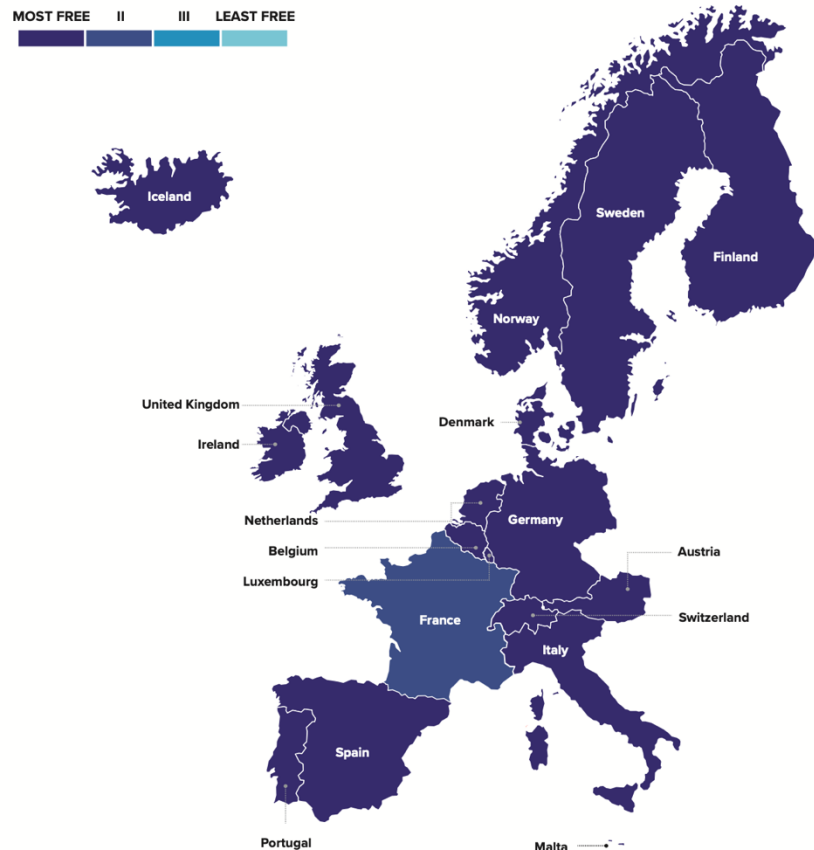 MOST FREE II III LEAST FREE
Iceland
Sweden
Finland
Norway
United Kingdom
Denmark
Ireland
Netherlands
Germany
Belgium
Austria
Luxembourg
France
Switzerland
Italy
Spain
Portugal
Malta